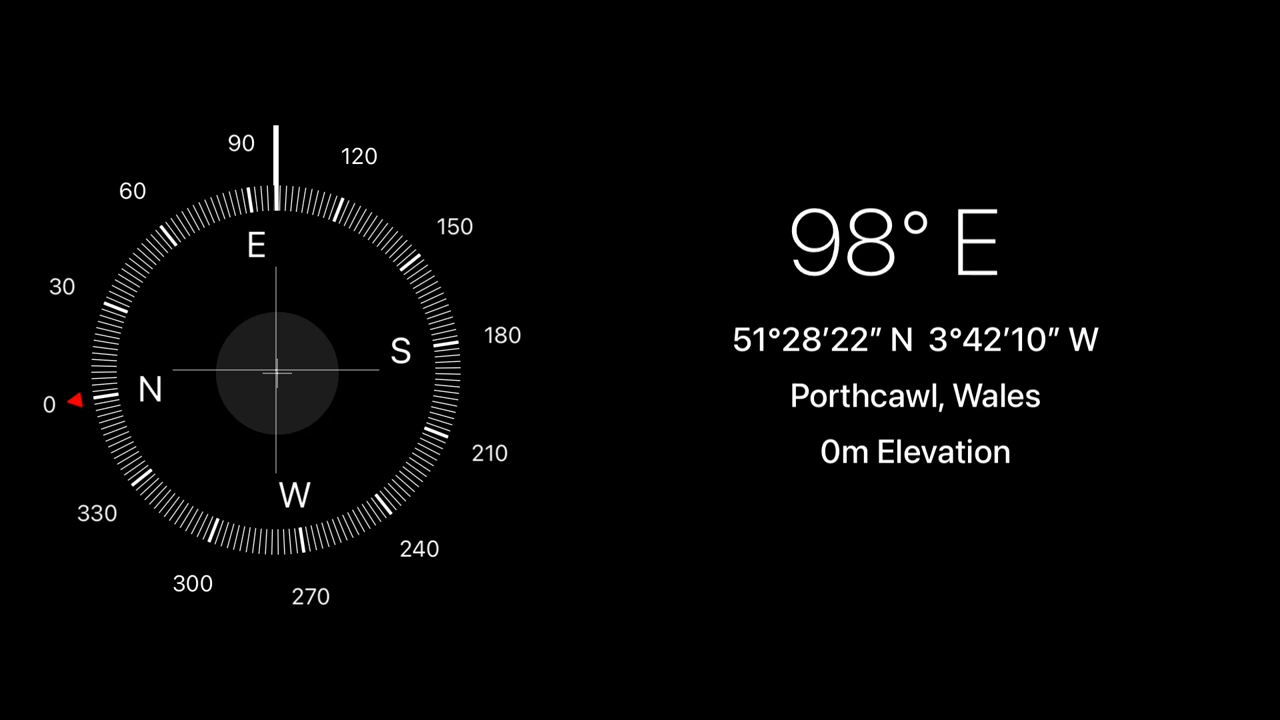 90
120
60
150
30
180
0
210
330
240
300
270
E
S
N
W
98° E
51°28′22″ N 3°42′10″ W
Porthcawl, Wales
0m Elevation